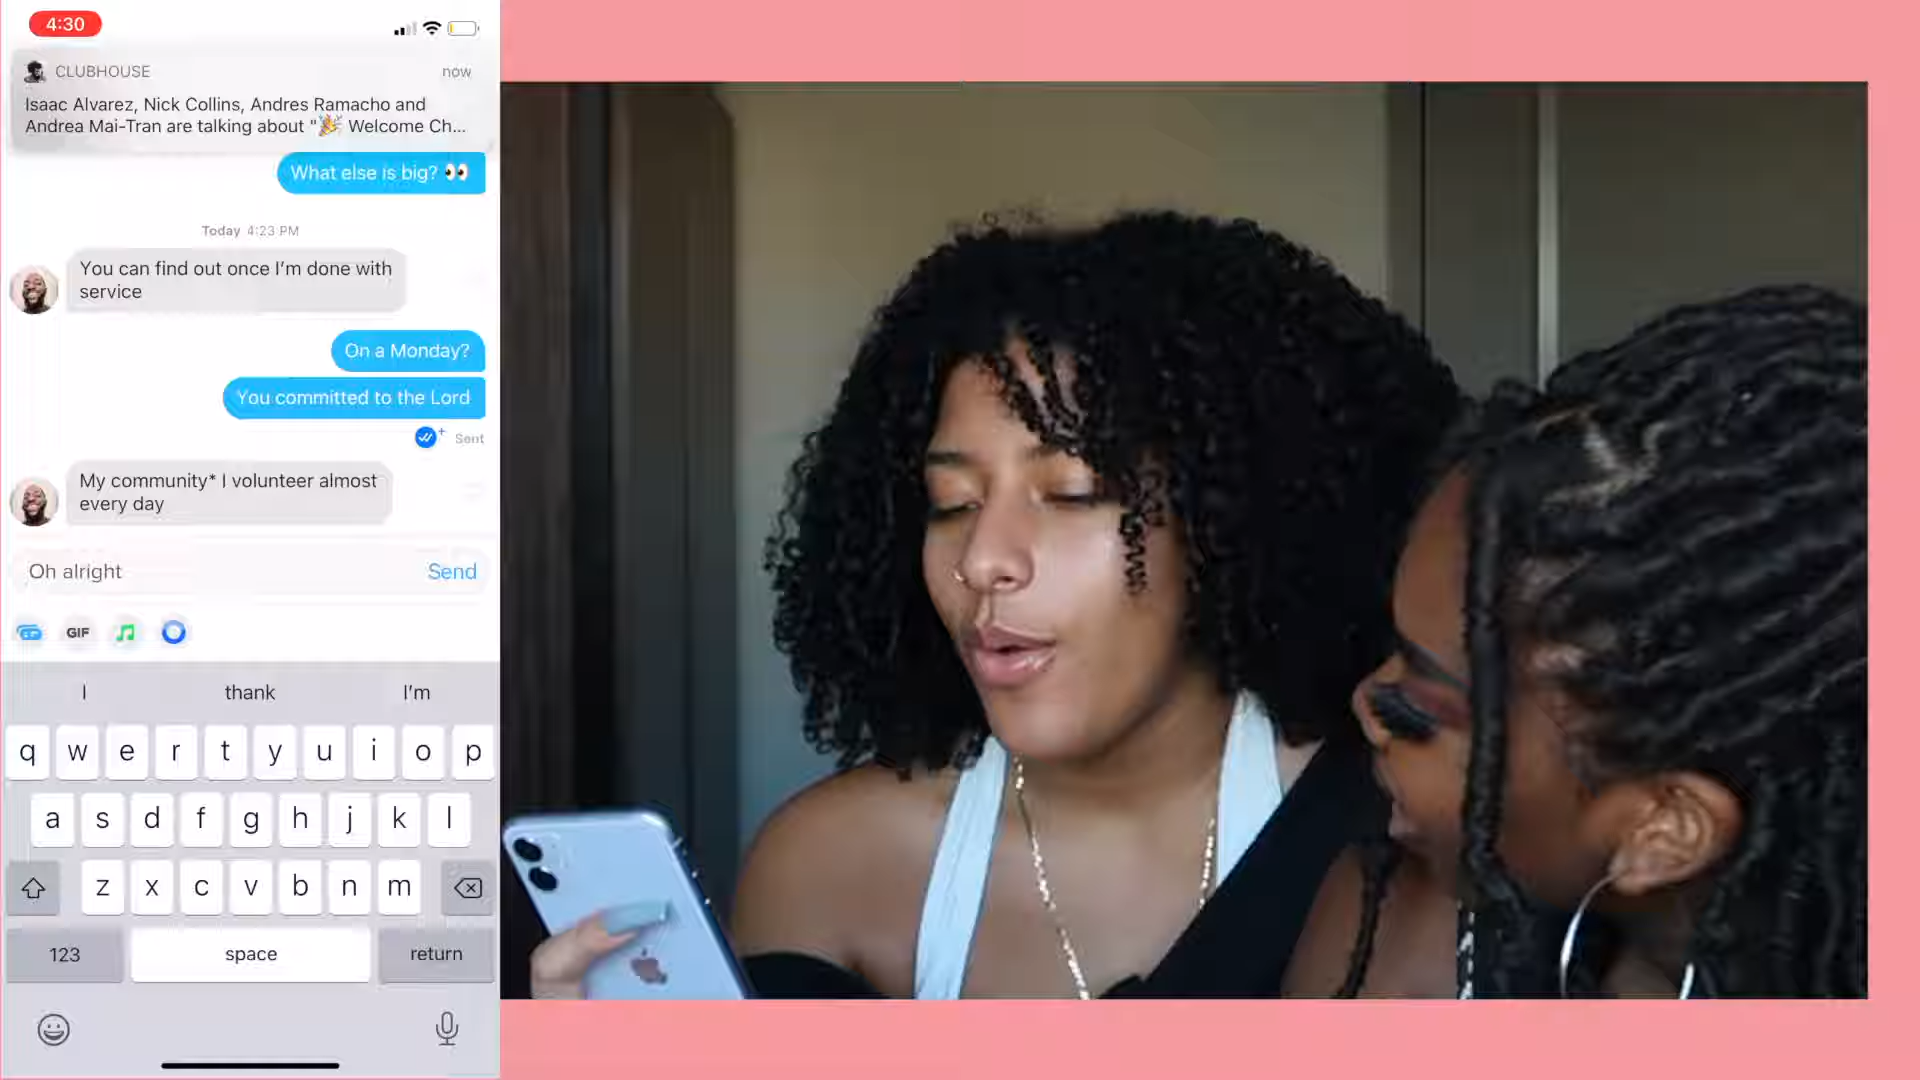 4:30
CLUBHOUSE
now
Isaac Alvarez, Nick Collins, Andres Ramacho and
Andrea Mai-Tran are talking about "🎉 Welcome Ch...
What else is big? 👀
Today 4:23 PM
You can find out once I'm done with
service
On a Monday?
You committed to the Lord
Sent
My community* I volunteer almost
every day
Oh alright
Send
GIF
I
thank
I'm
q w e r t y u i o p
a s d f g h j k l
z x c v b n m
123
space
return